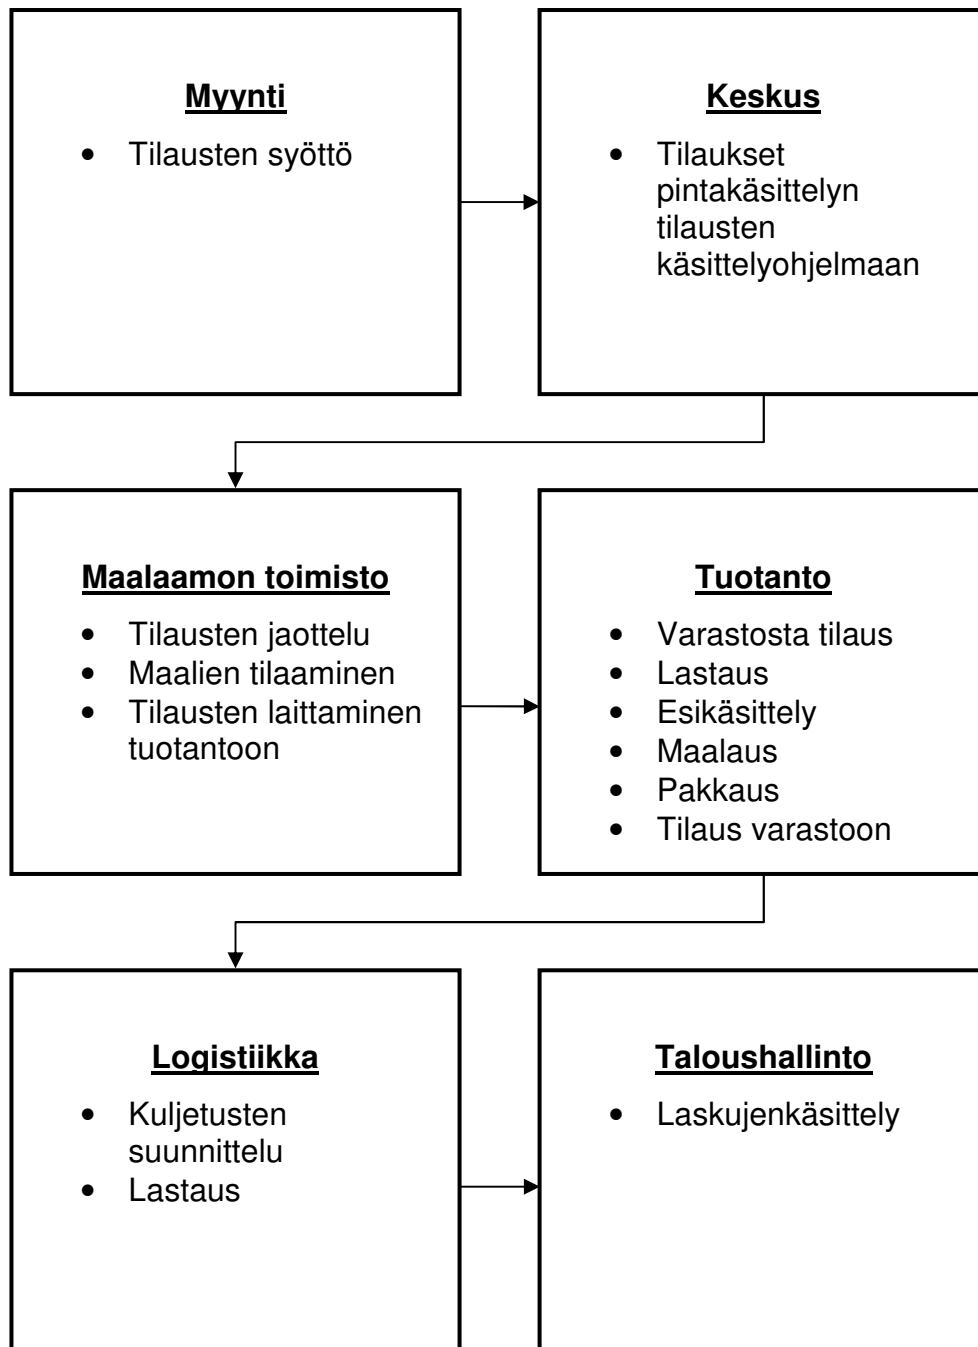 Myynti
• Tilausten syöttö
Keskus
• Tilaukset
pintakäsittelyn
tilausten
käsittelyohjelmaan
Maalaamon toimisto
• Tilausten jaottelu
• Maalien tilaaminen
• Tilausten laittaminen
tuotantoon
Tuotanto
• Varastosta tilaus
• Lastaus
• Esikäsittely
• Maalaus
• Pakkaus
• Tilaus varastoon
Logistiikka
• Kuljetusten
suunnittelu
• Lastaus
Taloushallinto
• Laskujenkäsittely